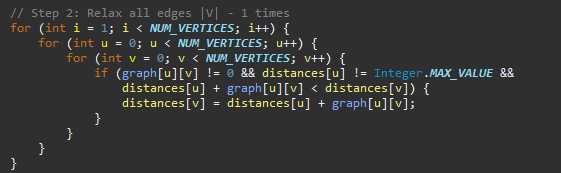 // Step 2: Relax all edges |V| - 1 times
for (int i = 1; i < NUM_VERTICES; i++) {
    for (int u = 0; u < NUM_VERTICES; u++) {
        for (int v = 0; v < NUM_VERTICES; v++) {
            if (graph[u][v] != 0 && distances[u] != Integer.MAX_VALUE &&
                distances[u] + graph[u][v] < distances[v]) {
                distances[v] = distances[u] + graph[u][v];
            }
        }
    }
}